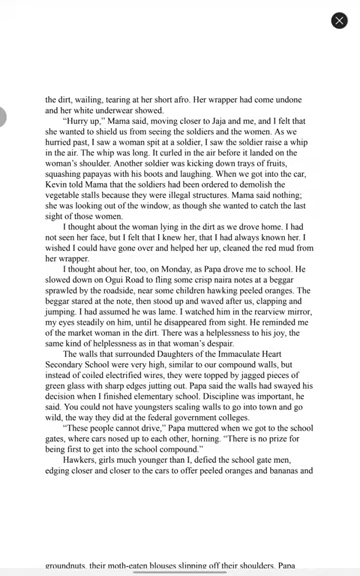 the dirt, wailing, tearing at her short afro. Her wrapper had come undone
and her white underwear showed.
“Hurry up,” Mama said, moving closer to Jaja and me, and I felt that
she wanted to shield us from seeing the soldiers and the women. As we
hurried past, I saw a woman spit at a soldier, I saw the soldier raise a whip
in the air. The whip was long. It curled in the air before it landed on the
woman’s shoulder. Another soldier was kicking down trays of fruits,
squashing papayas with his boots and laughing. When we got into the car,
Kevin told Mama that the soldiers had been ordered to demolish the
vegetable stalls because they were illegal structures. Mama said nothing;
she was looking out of the window, as though she wanted to catch the last
sight of those women.
I thought about the woman lying in the dirt as we drove home. I had
not seen her face, but I felt that I knew her, that I had always known her. I
wished I could have gone over and helped her up, cleaned the red mud from
her wrapper.
I thought about her, too, on Monday, as Papa drove me to school. He
slowed down on Ogui Road to fling some crisp naira notes at a beggar
sprawled by the roadside, near some children hawking peeled oranges. The
beggar stared at the note, then stood up and waved after us, clapping and
jumping. I had assumed he was lame. I watched him in the rearview mirror,
my eyes steadily on him, until he disappeared from sight. He reminded me
of the market woman in the dirt. There was a helplessness to his joy, the
same kind of helplessness as in that woman’s despair.
The walls that surrounded Daughters of the Immaculate Heart
Secondary School were very high, similar to our compound walls, but
instead of coiled electrified wires, they were topped by jagged pieces of
green glass with sharp edges jutting out. Papa said the walls had swayed his
decision when I finished elementary school. Discipline was important, he
said. You could not have youngsters scaling walls to go into town and go
wild, the way they did at the federal government colleges.
“These people cannot drive,” Papa muttered when we got to the school
gates, where cars nosed up to each other, horning. “There is no prize for
being first to get into the school compound.”
Hawkers, girls much younger than I, defied the school gate men,
edging closer and closer to the cars to offer peeled oranges and bananas and
groundnuts, their moth-eaten blouses slipping off their shoulders. Papa